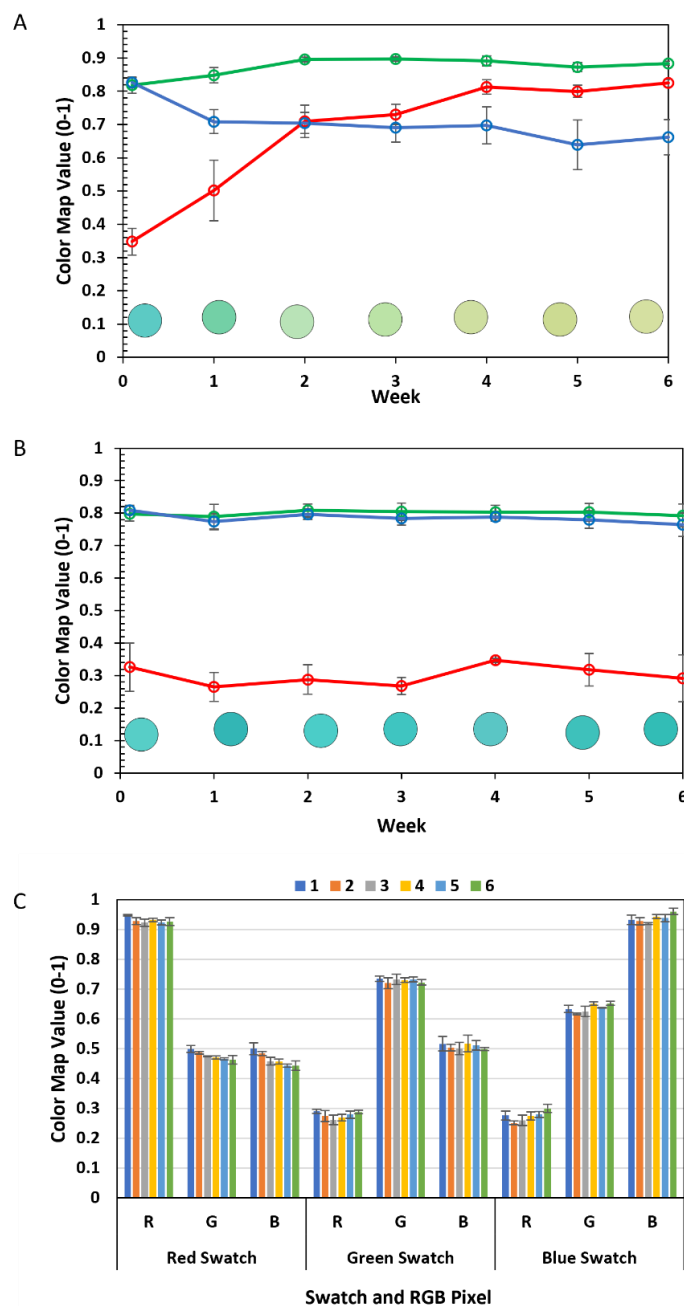 A
1
0.9
0.8
0.7
0.6
0.5
0.4
0.3
0.2
0.1
0
Color Map Value (0-1)
0 1 2 3 4 5 6
Week
B
1
0.9
0.8
0.7
0.6
0.5
0.4
0.3
0.2
0.1
0
Color Map Value (0-1)
0 1 2 3 4 5 6
Week
C
1 2 3 4 5 6
1
0.9
0.8
0.7
0.6
0.5
0.4
0.3
0.2
0.1
0
Color Map Value (0-1)
R G B R G B R G B
Red Swatch Green Swatch Blue Swatch
Swatch and RGB Pixel